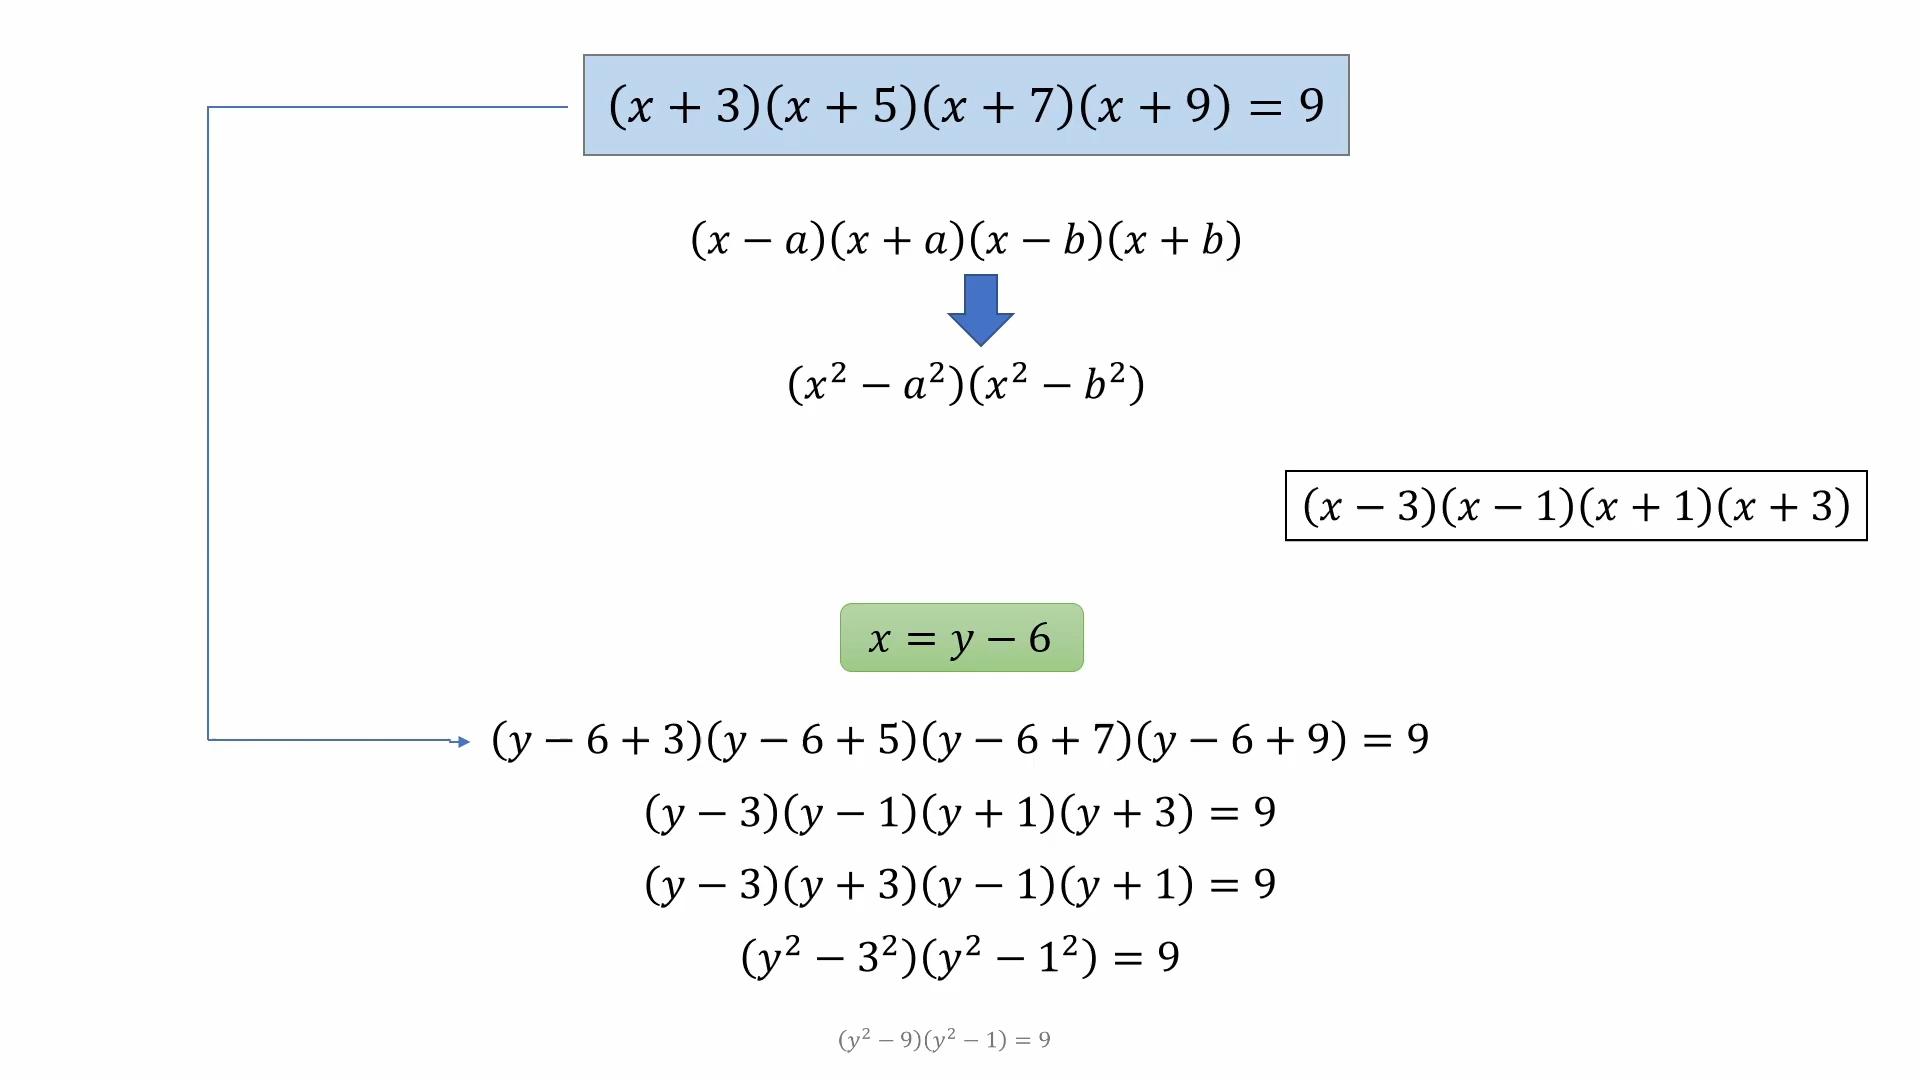 (x + 3)(x + 5)(x + 7)(x + 9) = 9
(x − a)(x + a)(x − b)(x + b)
(x² − a²)(x² − b²)
(x − 3)(x − 1)(x + 1)(x + 3)
x = y − 6
(y − 6 + 3)(y − 6 + 5)(y − 6 + 7)(y − 6 + 9) = 9
(y − 3)(y − 1)(y + 1)(y + 3) = 9
(y − 3)(y + 3)(y − 1)(y + 1) = 9
(y² − 3²)(y² − 1²) = 9
(y² − 9)(y² − 1) = 9